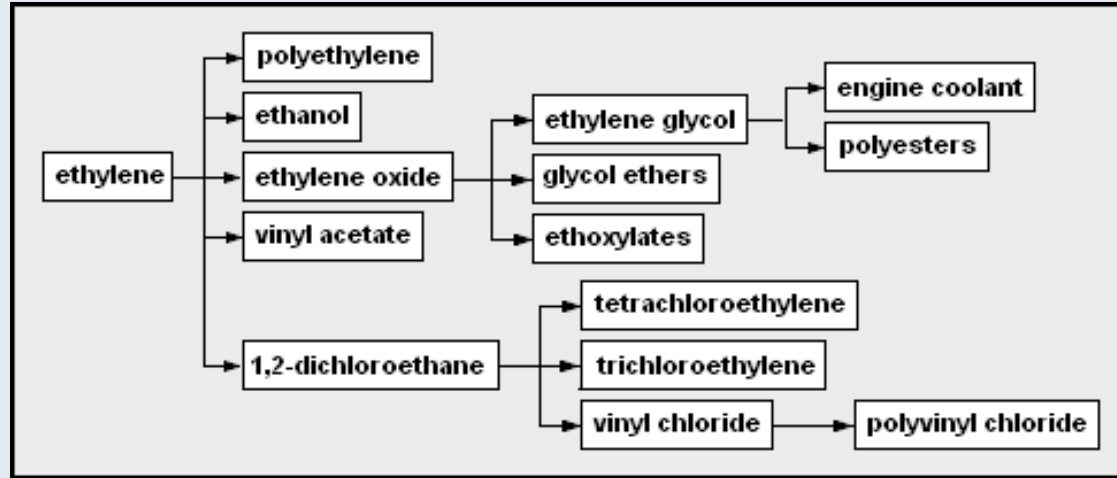 polyethylene
engine coolant
ethanol
ethylene glycol
polyesters
ethylene
ethylene oxide
glycol ethers
vinyl acetate
ethoxylates
tetrachloroethylene
1,2-dichloroethane
trichloroethylene
vinyl chloride
polyvinyl chloride